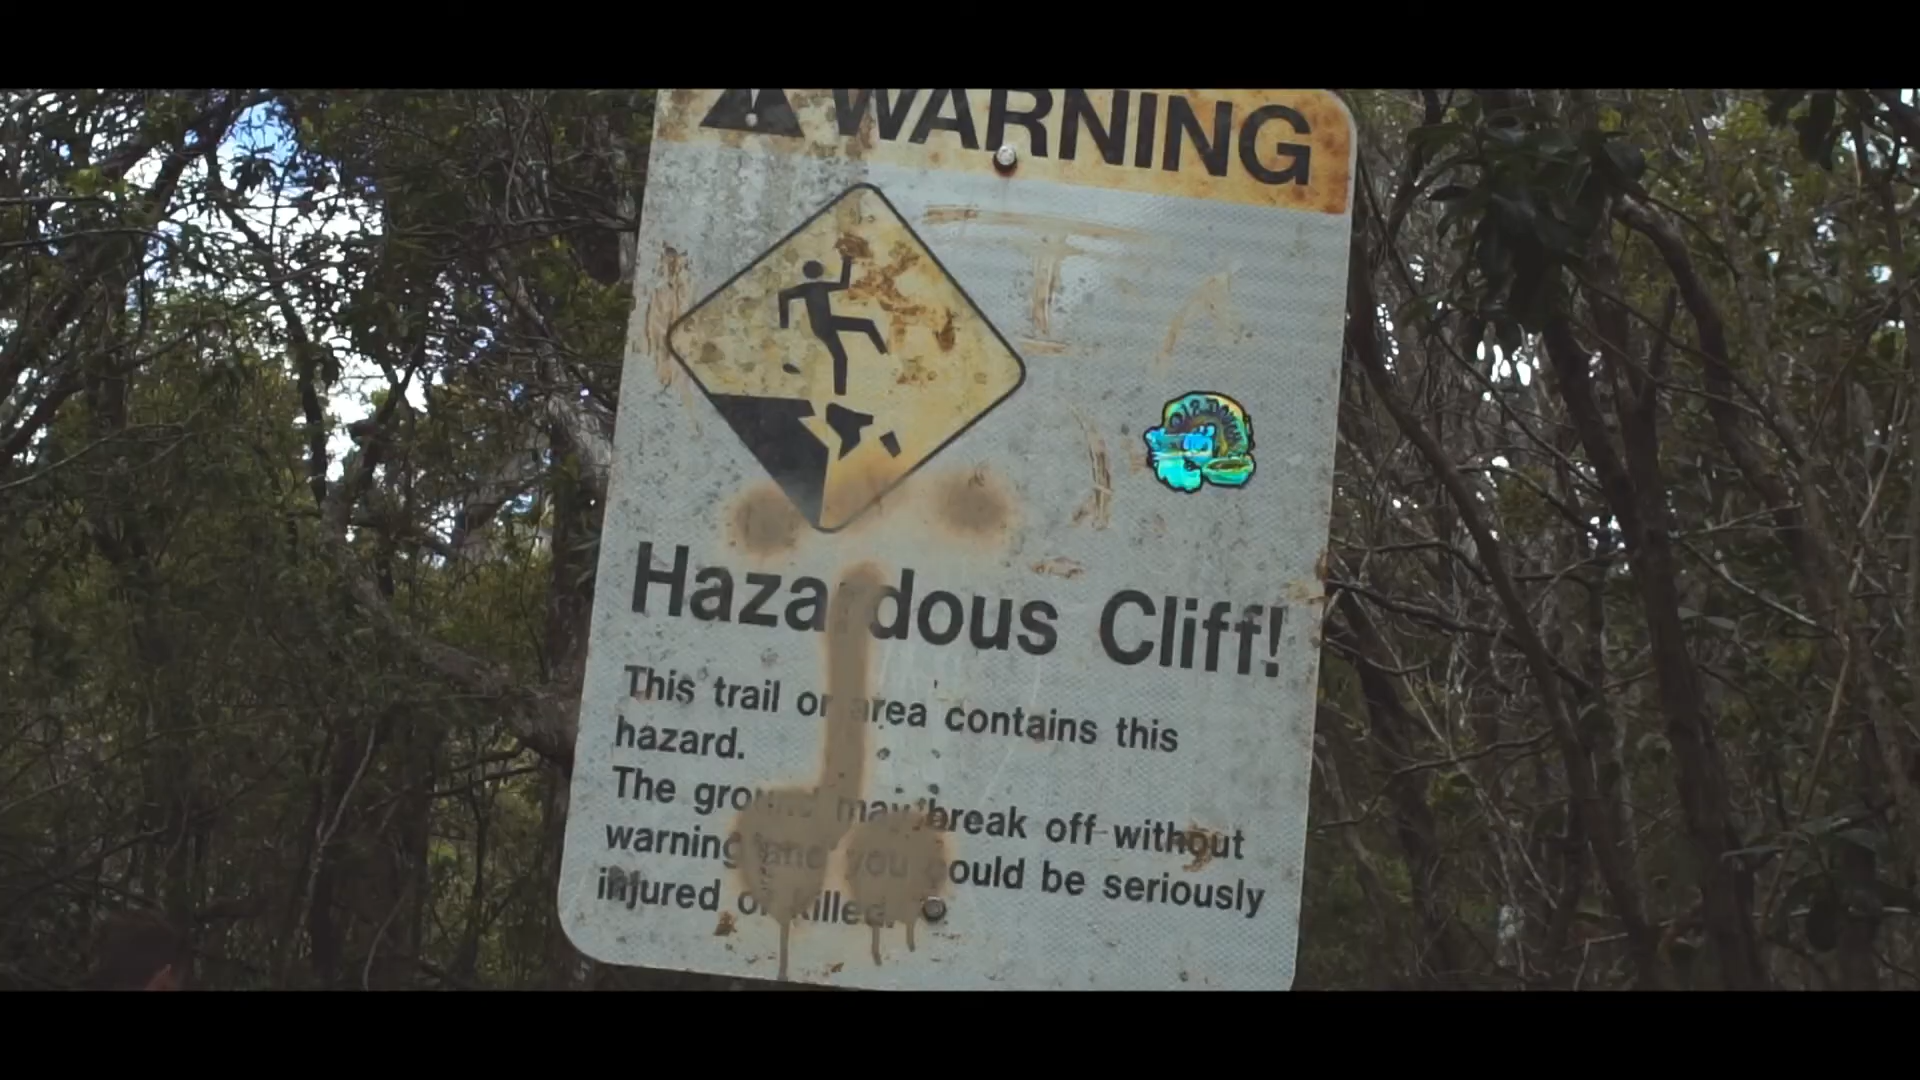 WARNING
Hazardous Cliff!
This trail or area contains this
hazard.
The ground may break off without
warning and you could be seriously
injured or killed.